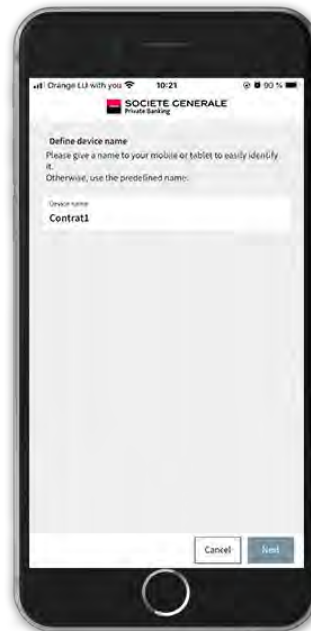 Orange LU with you 10:21 90 %
SOCIETE GENERALE
Private Banking
Define device name
Please give a name to your mobile or tablet to easily identify
it.
Otherwise, use the predefined name.
Device name
Contrat1
Cancel Next